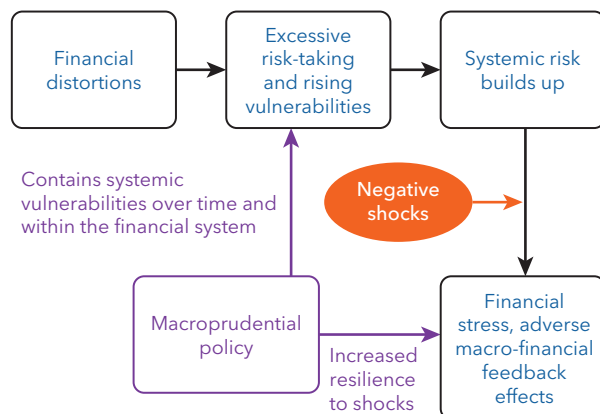 Financial
distortions
Excessive
risk-taking
and rising
vulnerabilities
Systemic risk
builds up
Contains systemic
vulnerabilities over time and
within the financial system
Negative
shocks
Macroprudential
policy
Increased
resilience
to shocks
Financial
stress, adverse
macro-financial
feedback
effects